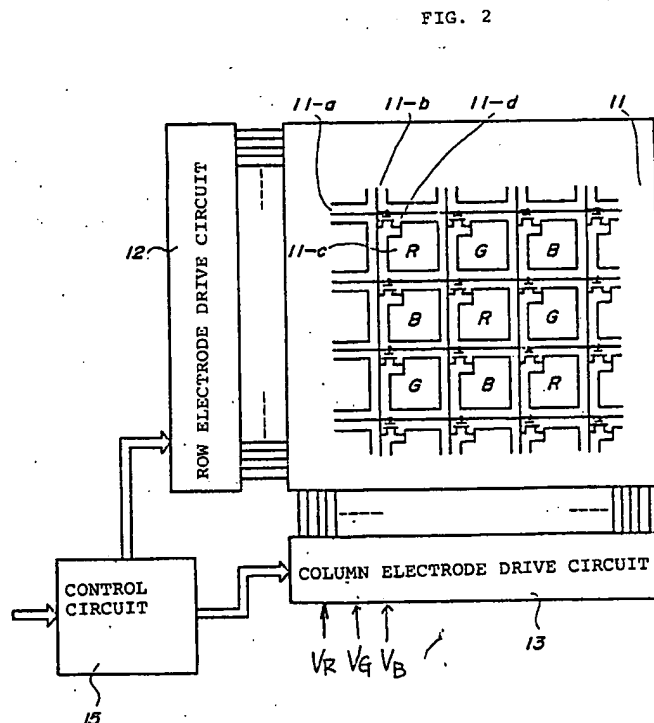 FIG. 2
11-a 11-b 11-d 11
ROW ELECTRODE DRIVE CIRCUIT
12
11-c
R G B
B R G
G B R
CONTROL
CIRCUIT
15
COLUMN ELECTRODE DRIVE CIRCUIT
13
VR VG VB